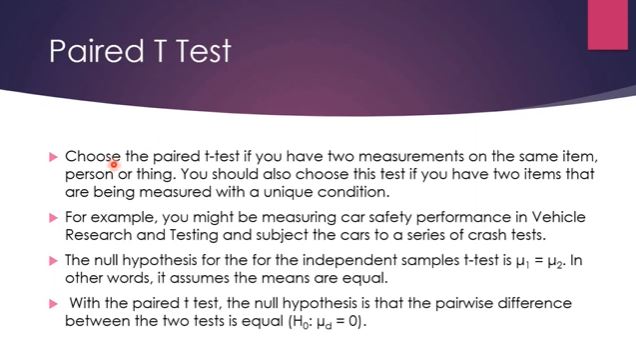 Paired T Test
Choose the paired t-test if you have two measurements on the same item,
person or thing. You should also choose this test if you have two items that
are being measured with a unique condition.
For example, you might be measuring car safety performance in Vehicle
Research and Testing and subject the cars to a series of crash tests.
The null hypothesis for the for the independent samples t-test is μ₁ = μ₂. In
other words, it assumes the means are equal.
With the paired t test, the null hypothesis is that the pairwise difference
between the two tests is equal (H₀: μd = 0).